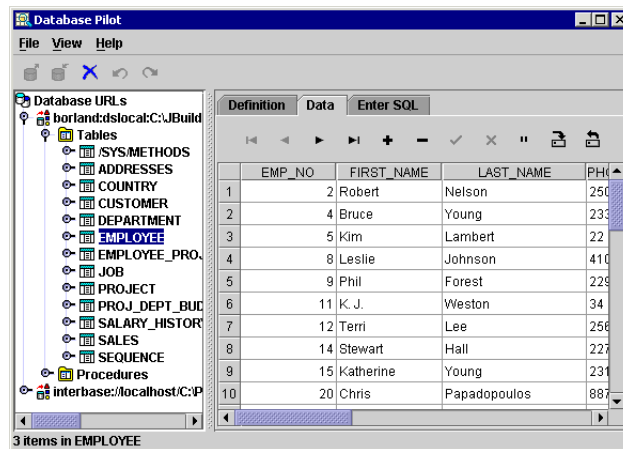 Database Pilot
File View Help
Database URLs
borland:dslocal:C:\JBuild
Tables
/SYS/METHODS
ADDRESSES
COUNTRY
CUSTOMER
DEPARTMENT
EMPLOYEE
EMPLOYEE_PROJ
JOB
PROJECT
PROJ_DEPT_BUD
SALARY_HISTOR
SALES
SEQUENCE
Procedures
interbase://localhost/C:\P
Definition Data Enter SQL
EMP_NO FIRST_NAME LAST_NAME PHO
1 2 Robert Nelson 250
2 4 Bruce Young 233
3 5 Kim Lambert 22
4 8 Leslie Johnson 410
5 9 Phil Forest 229
6 11 K. J. Weston 34
7 12 Terri Lee 256
8 14 Stewart Hall 227
9 15 Katherine Young 231
10 20 Chris Papadopoulos 887
3 items in EMPLOYEE